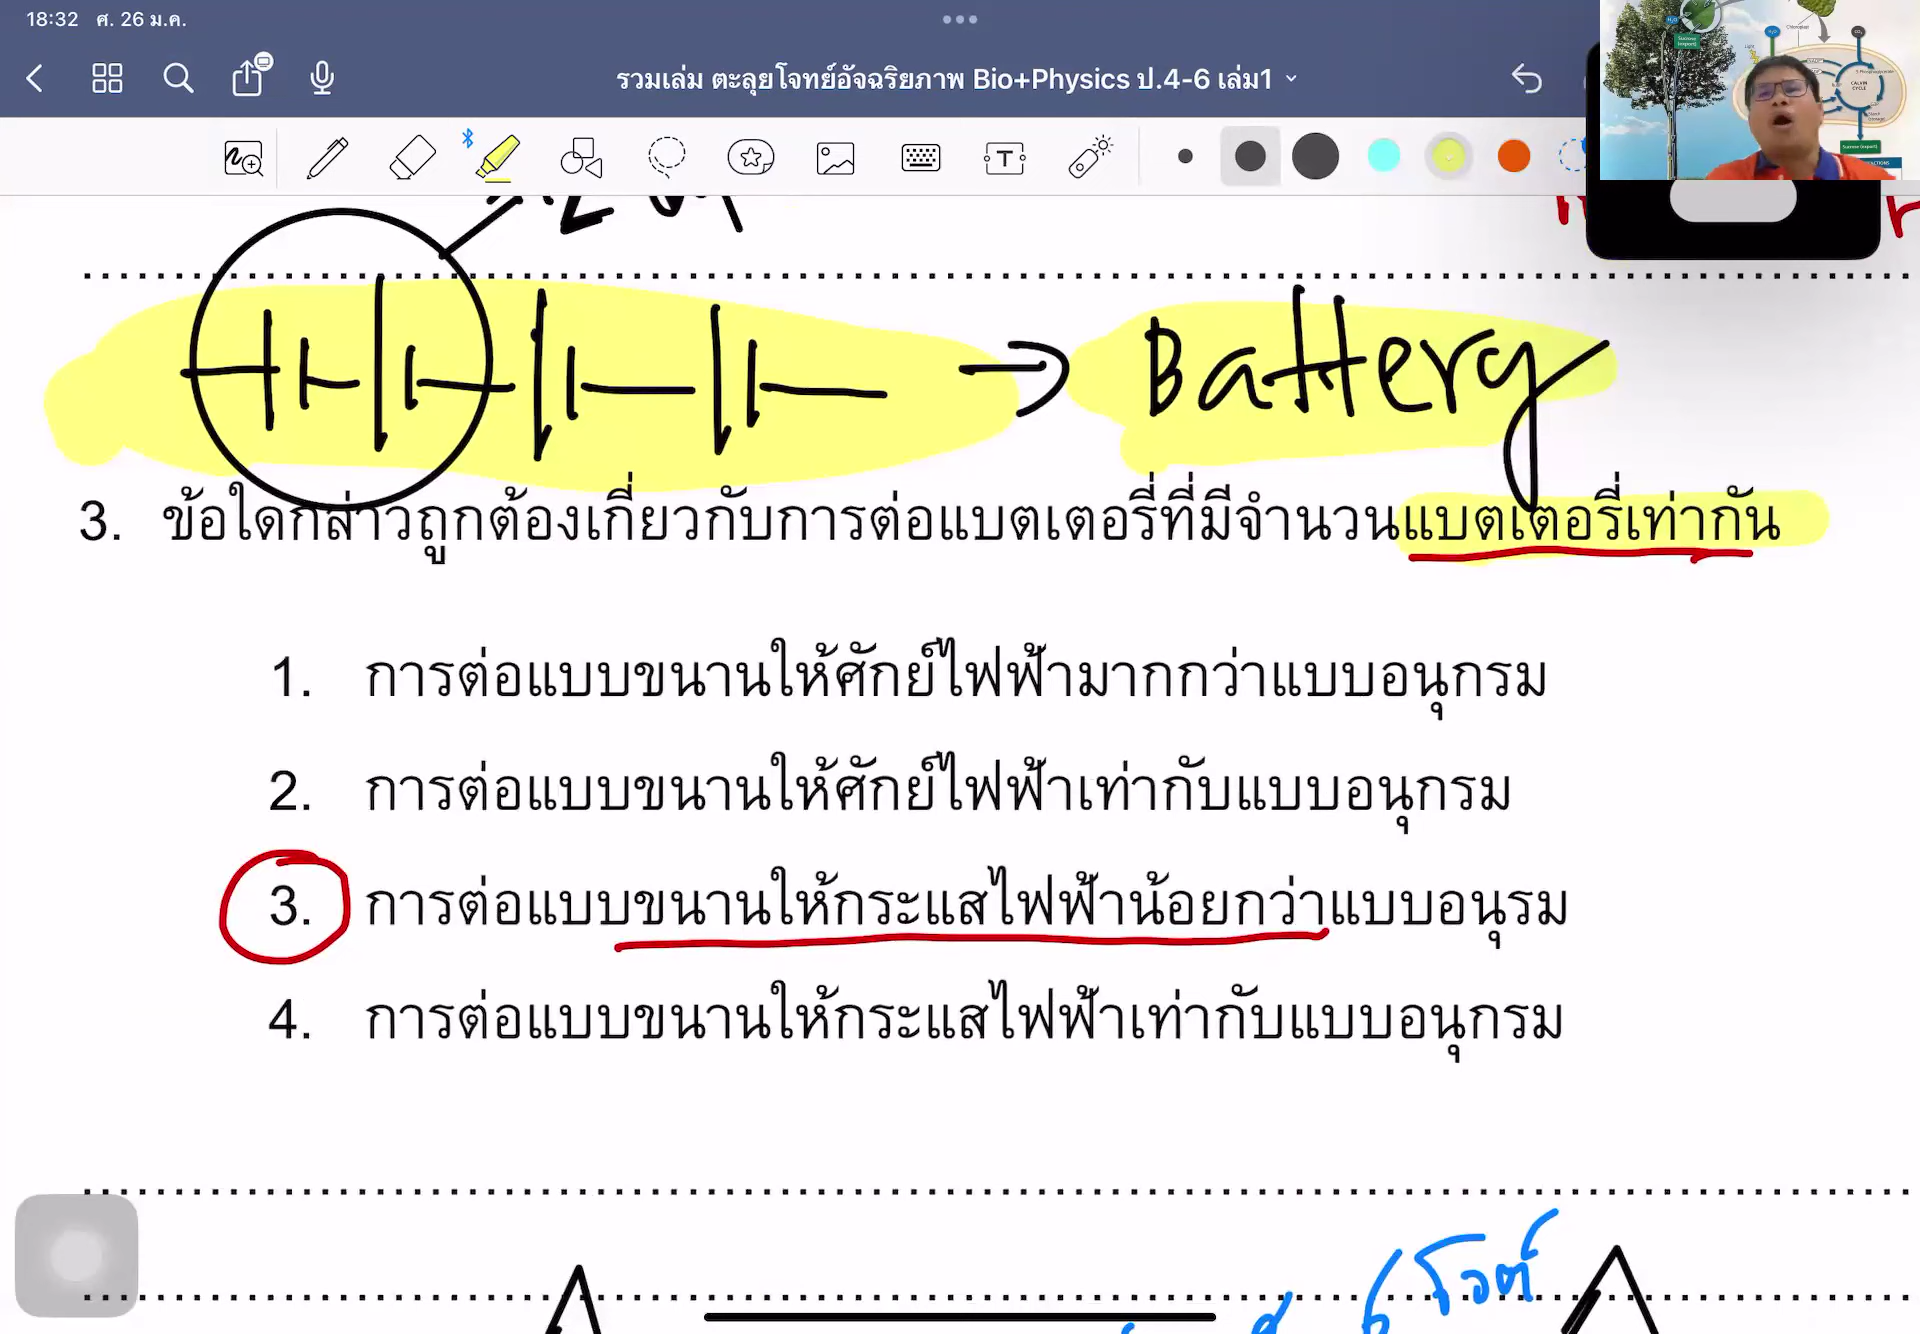 18:32 ศ. 26 ม.ค.
รวมเล่ม ตะลุยโจทย์อัจฉริยภาพ Bio+Physics ป.4-6 เล่ม1
Battery
3. ข้อใดกล่าวถูกต้องเกี่ยวกับการต่อแบตเตอรี่ที่มีจำนวนแบตเตอรี่เท่ากัน
1. การต่อแบบขนานให้ศักย์ไฟฟ้ามากกว่าแบบอนุกรม
2. การต่อแบบขนานให้ศักย์ไฟฟ้าเท่ากับแบบอนุกรม
3. การต่อแบบขนานให้กระแสไฟฟ้าน้อยกว่าแบบอนุรม
4. การต่อแบบขนานให้กระแสไฟฟ้าเท่ากับแบบอนุกรม